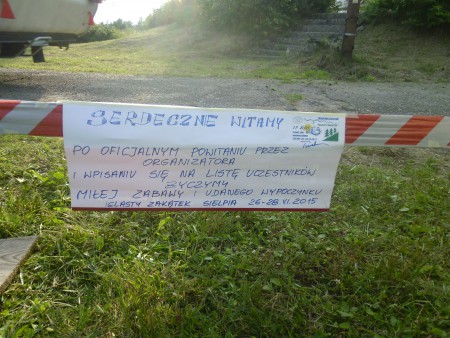 SERDECZNE WITAMY
PO OFICJALNYM POWITANIU PRZEZ
ORGANIZATORA
I WPISANIU SIĘ NA LISTĘ UCZESTNIKÓW
ŻYCZYMY
MIŁEJ ZABAWY I UDANEGO WYPOCZYNKU
IGLASTY ZAKĄTEK SIELPIA 26-28.VI.2015